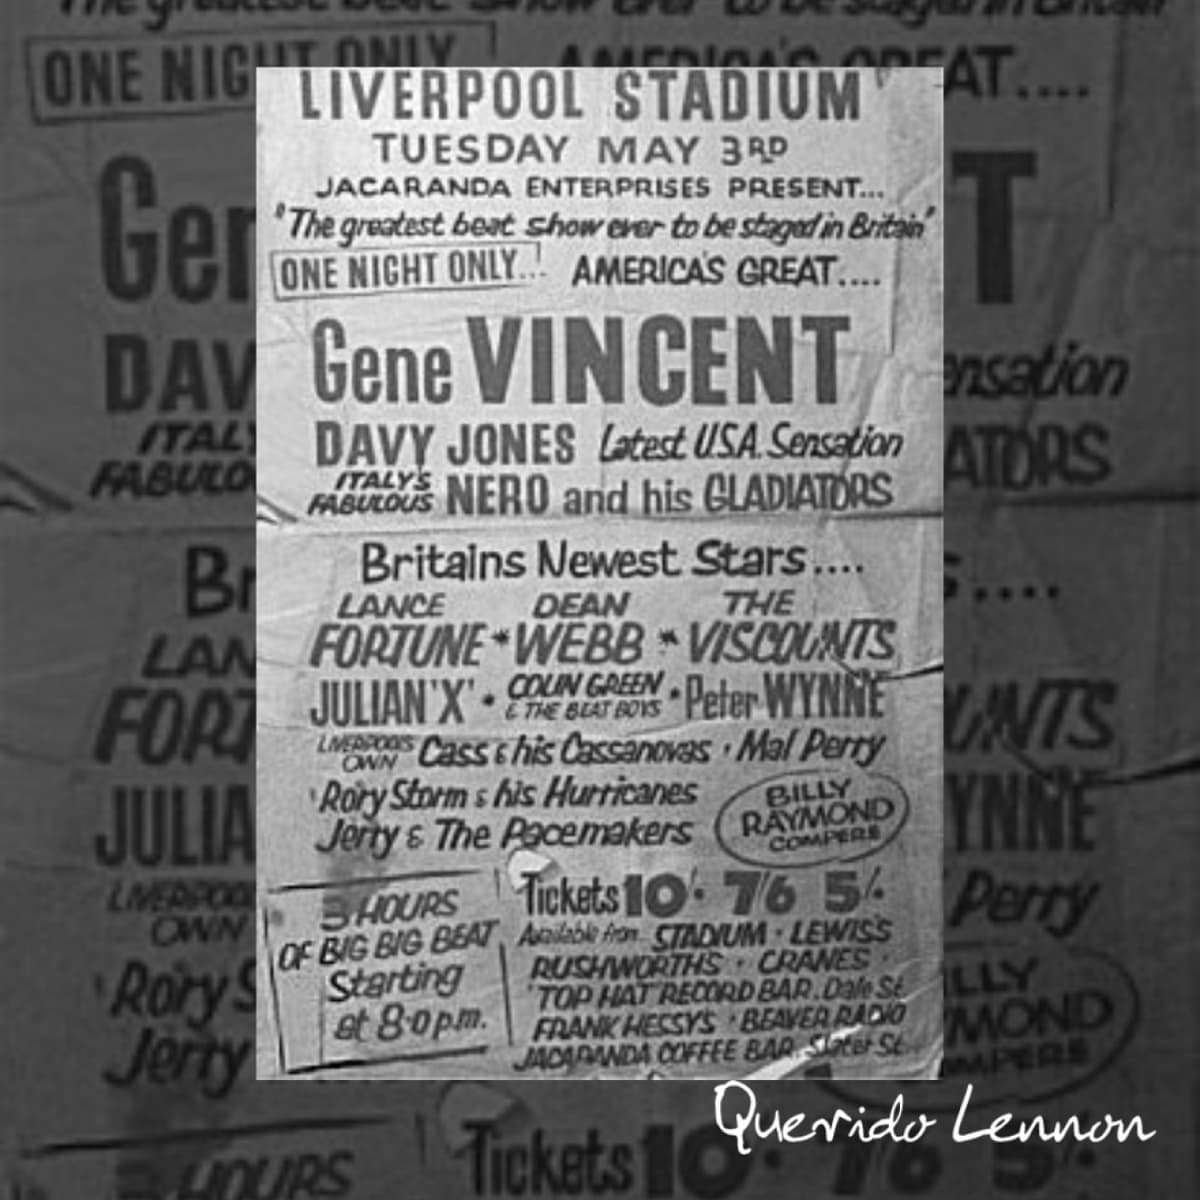 LIVERPOOL STADIUM
TUESDAY MAY 3RD
JACARANDA ENTERPRISES PRESENT...
"The greatest beat show ever to be staged in Britain"
ONE NIGHT ONLY...! AMERICA'S GREAT....
Gene VINCENT
DAVY JONES Latest U.S.A. Sensation
ITALY'S FABULOUS NERO and his GLADIATORS
Britains Newest Stars....
LANCE FORTUNE * DEAN WEBB * THE VISCOUNTS
JULIAN 'X' • COLIN GREEN & THE BEAT BOYS • Peter WYNNE
LIVERPOOL'S OWN Cass & his Cassanovas • Mal Perry
Rory Storm & his Hurricanes
Jerry & The Pacemakers
BILLY
RAYMOND
COMPERE
3 HOURS
OF BIG BIG BEAT
Starting
at 8·0 p.m.
Tickets 10/- 7/6 5/-
Available from... STADIUM • LEWIS'S
RUSHWORTHS • CRANES •
'TOP HAT' RECORD BAR. Dale St.
FRANK HESSYS • BEAVER RADIO
JACARANDA COFFEE BAR. Slater St.
Querido Lennon